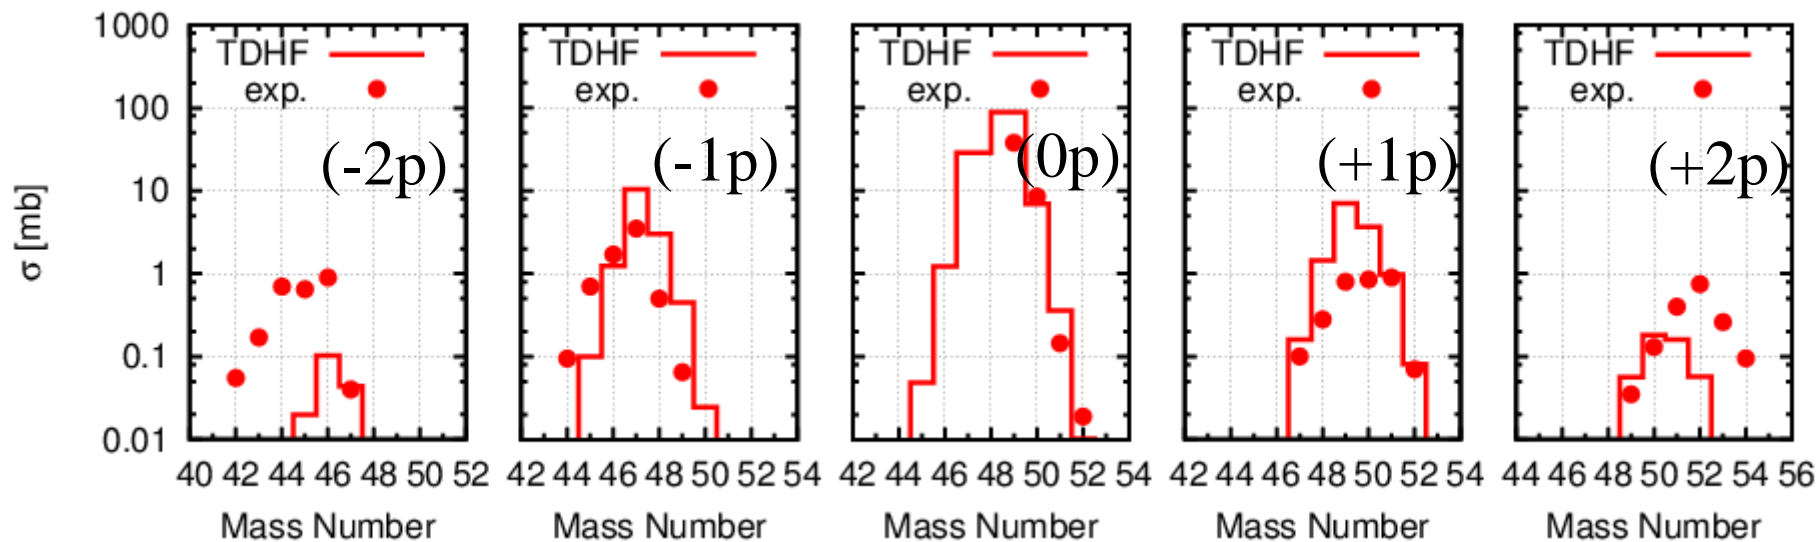 1000
100
10
1
0.1
0.01
σ [mb]
TDHF
exp.
(-2p)
40 42 44 46 48 50 52
Mass Number
TDHF
exp.
(-1p)
42 44 46 48 50 52 54
Mass Number
TDHF
exp.
(0p)
42 44 46 48 50 52 54
Mass Number
TDHF
exp.
(+1p)
42 44 46 48 50 52 54
Mass Number
TDHF
exp.
(+2p)
44 46 48 50 52 54 56
Mass Number